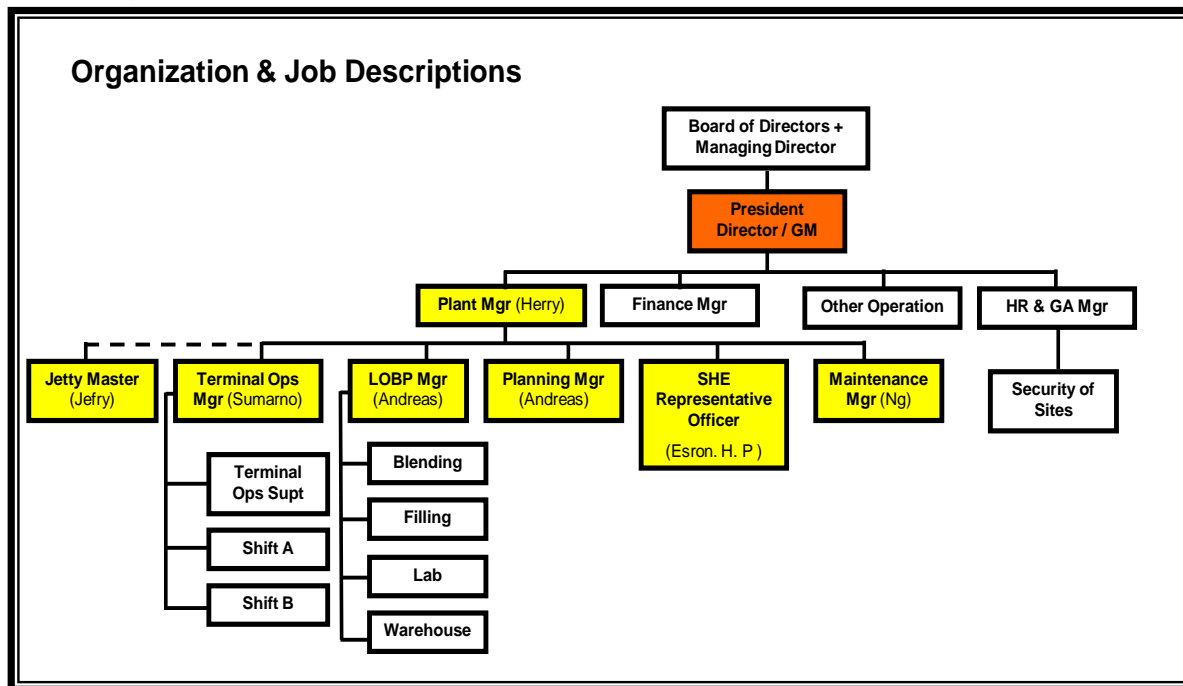 Organization & Job Descriptions
Board of Directors +
Managing Director
President
Director / GM
Plant Mgr (Herry)
Finance Mgr
Other Operation
HR & GA Mgr
Jetty Master
(Jefry)
Terminal Ops
Mgr (Sumarno)
LOBP Mgr
(Andreas)
Planning Mgr
(Andreas)
SHE
Representative
Officer
(Esron. H. P )
Maintenance
Mgr (Ng)
Security of
Sites
Terminal
Ops Supt
Shift A
Shift B
Blending
Filling
Lab
Warehouse